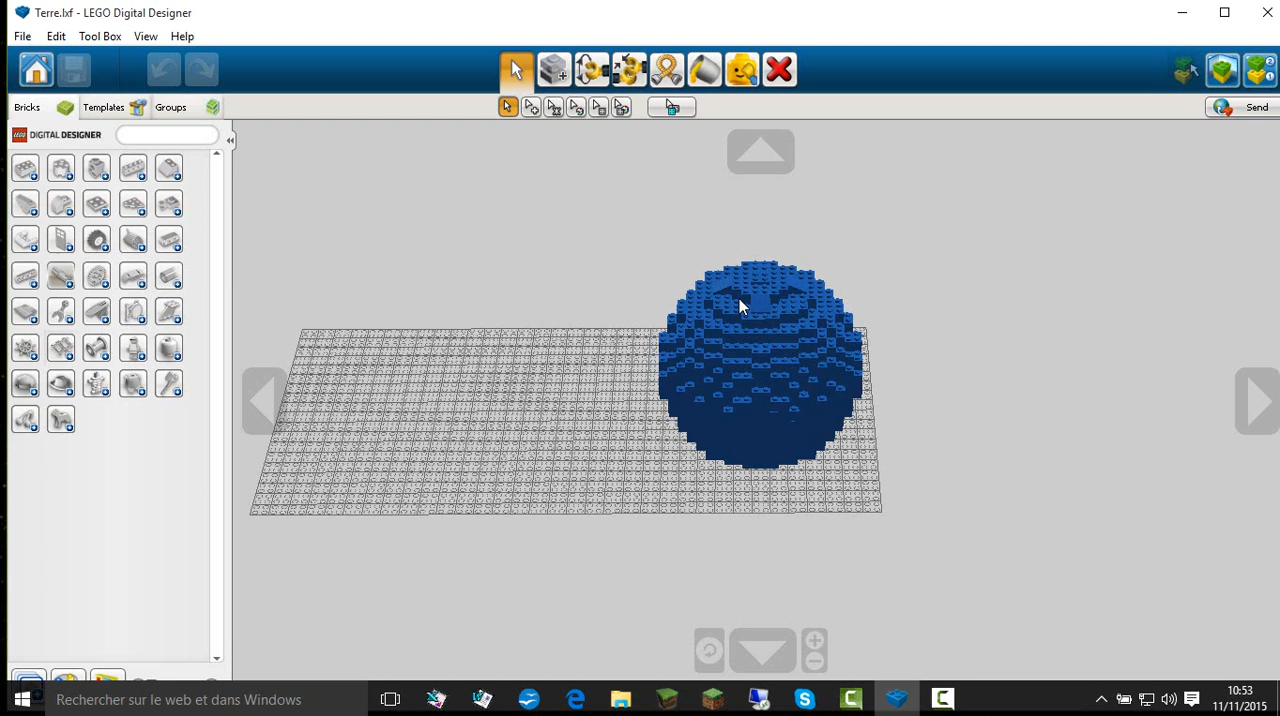 Terre.lxf - LEGO Digital Designer
File Edit Tool Box View Help
Bricks Templates Groups
Send
LEGO DIGITAL DESIGNER
Rechercher sur le web et dans Windows
10:53
11/11/2015